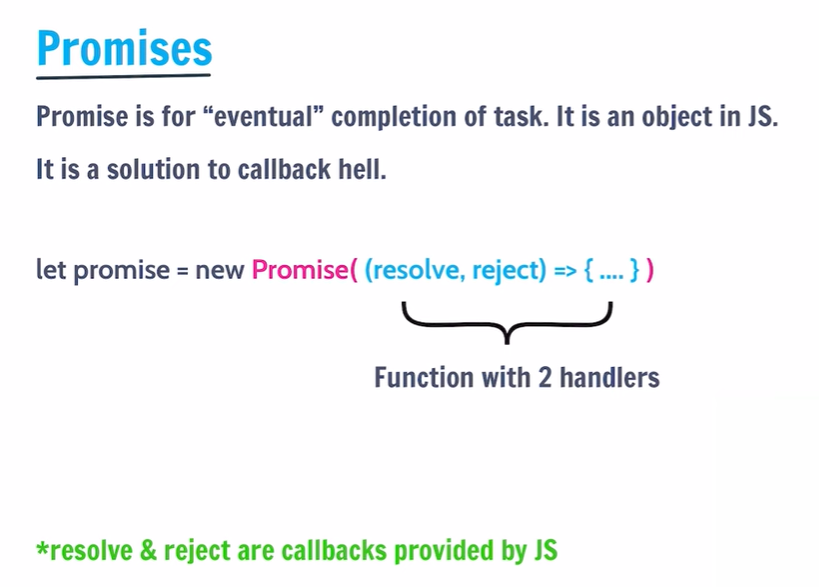 Promises
Promise is for “eventual” completion of task. It is an object in JS.
It is a solution to callback hell.
let promise = new Promise( (resolve, reject) => { .... } )
Function with 2 handlers
*resolve & reject are callbacks provided by JS